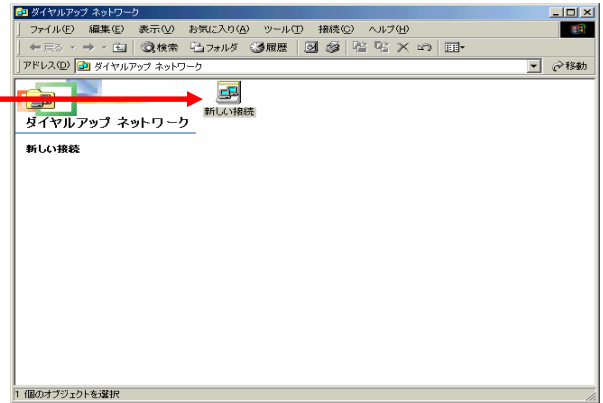 ダイヤルアップ ネットワーク
ファイル(F) 編集(E) 表示(V) お気に入り(A) ツール(T) 接続(C) ヘルプ(H)
戻る 検索 フォルダ 履歴
アドレス(D) ダイヤルアップ ネットワーク 移動
新しい接続
ダイヤルアップ ネットワーク
新しい接続
1 個のオブジェクトを選択